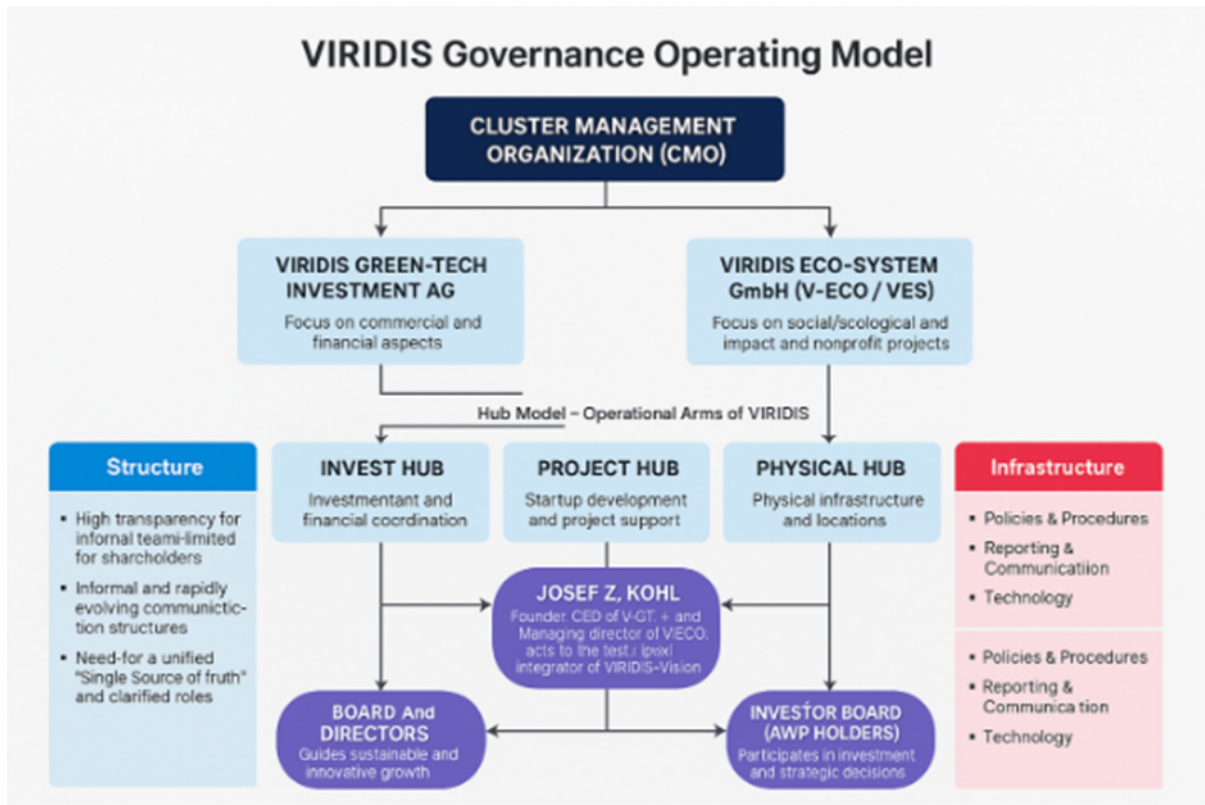 VIRIDIS Governance Operating Model
CLUSTER MANAGEMENT
ORGANIZATION (CMO)
VIRIDIS GREEN-TECH
INVESTMENT AG
Focus on commercial and
financial aspects
VIRIDIS ECO-SYSTEM
GmbH (V-ECO / VES)
Focus on social/scological and
impact and nonprofit projects
Hub Model – Operational Arms of VIRIDIS
Structure
▪ High transparency for
infornal teami-limited
for sharcholders
▪ Informal and rapidly
evolving communictic-
tion structures
▪ Need-for a unified
"Single Source of fruth"
and clarified roles
INVEST HUB
Investmentant and
financial coordination
PROJECT HUB
Startup development
and project support
PHYSICAL HUB
Physical infrastructure
and locations
JOSEF Z, KOHL
Founder. CED of V-GT. + and
Managing director of VIECO:
acts to the test
integrator of VIRIDIS-Vision
BOARD And
DIRECTORS
Guides sustainable and
innovative growth
INVESTOR BOARD
(AWP HOLDERS)
Participates in investment
and strategic decisions
Infrastructure
▪ Policies & Procedures
▪ Reporting &
Communicatiion
▪ Technology
▪ Policies & Procedures
▪ Reporting &
Communica tion
▪ Technology